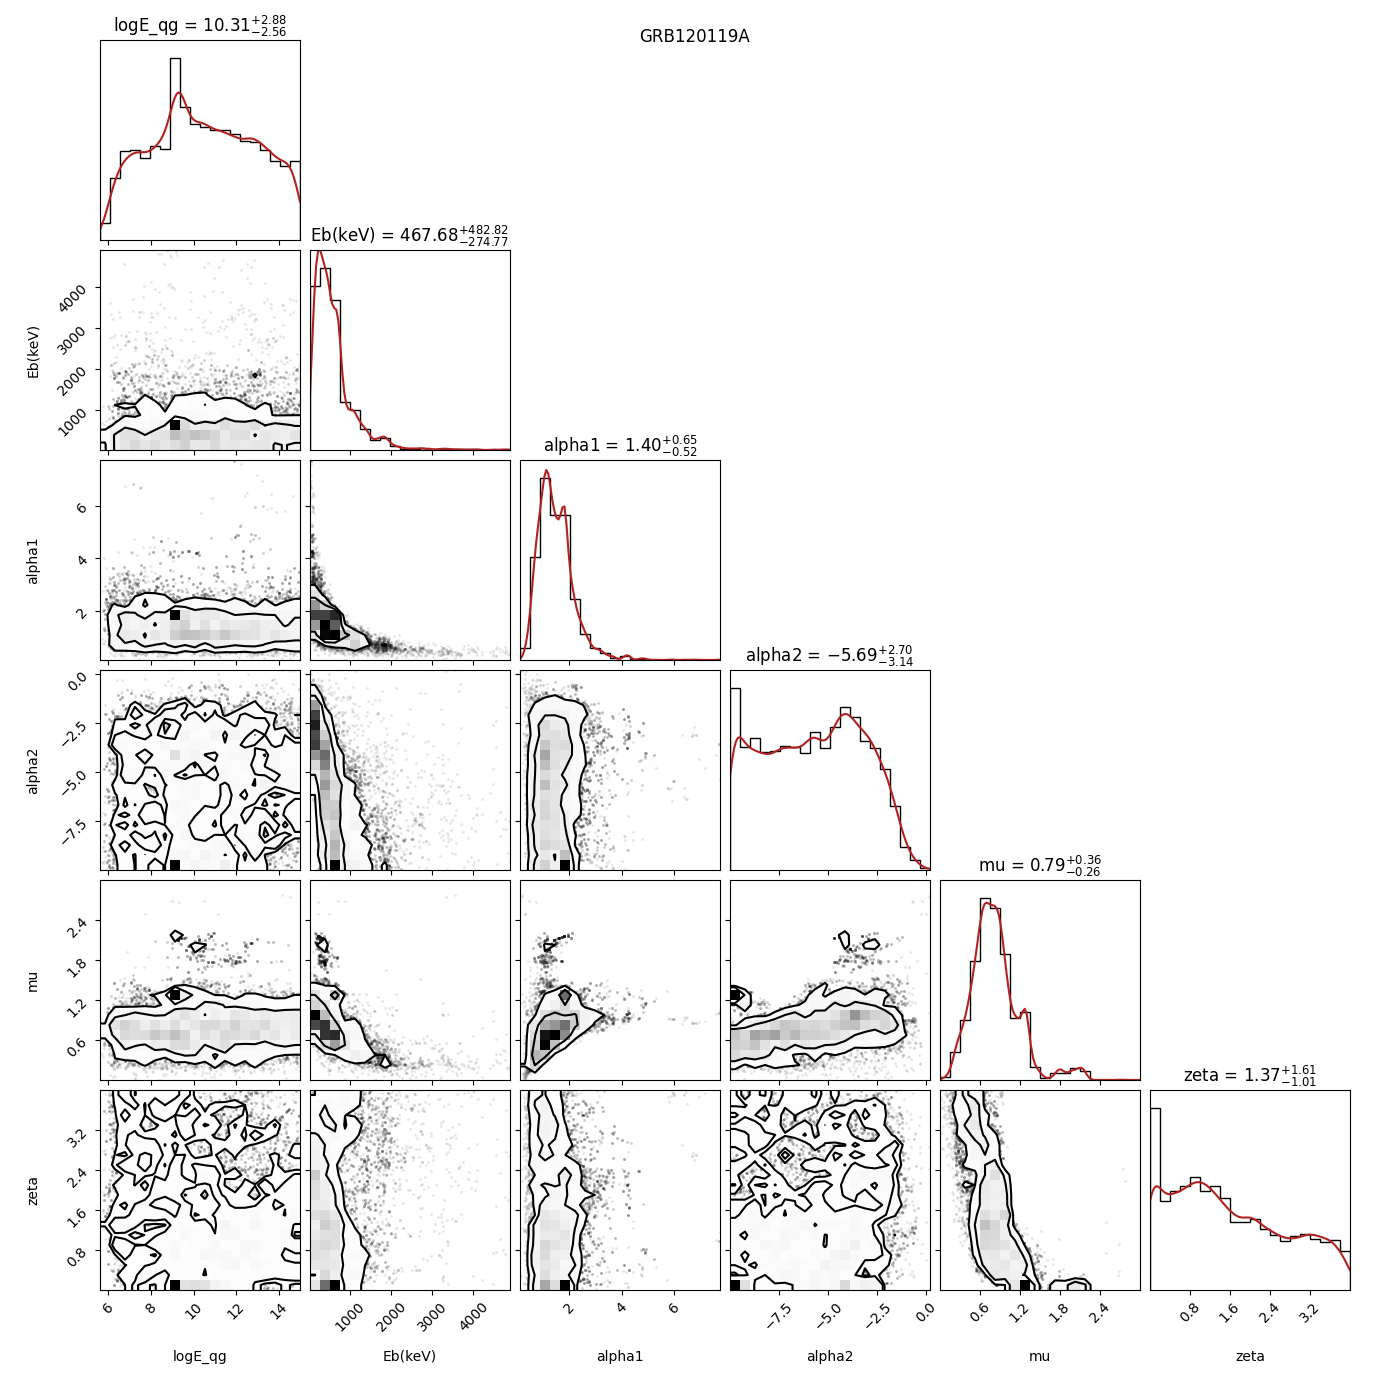 GRB120119A
logE_qg = 10.31+2.88 −2.56
Eb(keV) = 467.68+482.82 −274.77
Eb(keV)
4000
3000
2000
1000
alpha1 = 1.40+0.65 −0.52
alpha1
6
4
2
alpha2 = −5.69+2.70 −3.14
alpha2
0.0
−2.5
−5.0
−7.5
mu = 0.79+0.36 −0.26
mu
2.4
1.8
1.2
0.6
zeta = 1.37+1.61 −1.01
zeta
3.2
2.4
1.6
0.8
6 8 10 12 14
1000 2000 3000 4000
2 4 6
−7.5 −5.0 −2.5 0.0
0.6 1.2 1.8 2.4
0.8 1.6 2.4 3.2
logE_qg Eb(keV) alpha1 alpha2 mu zeta